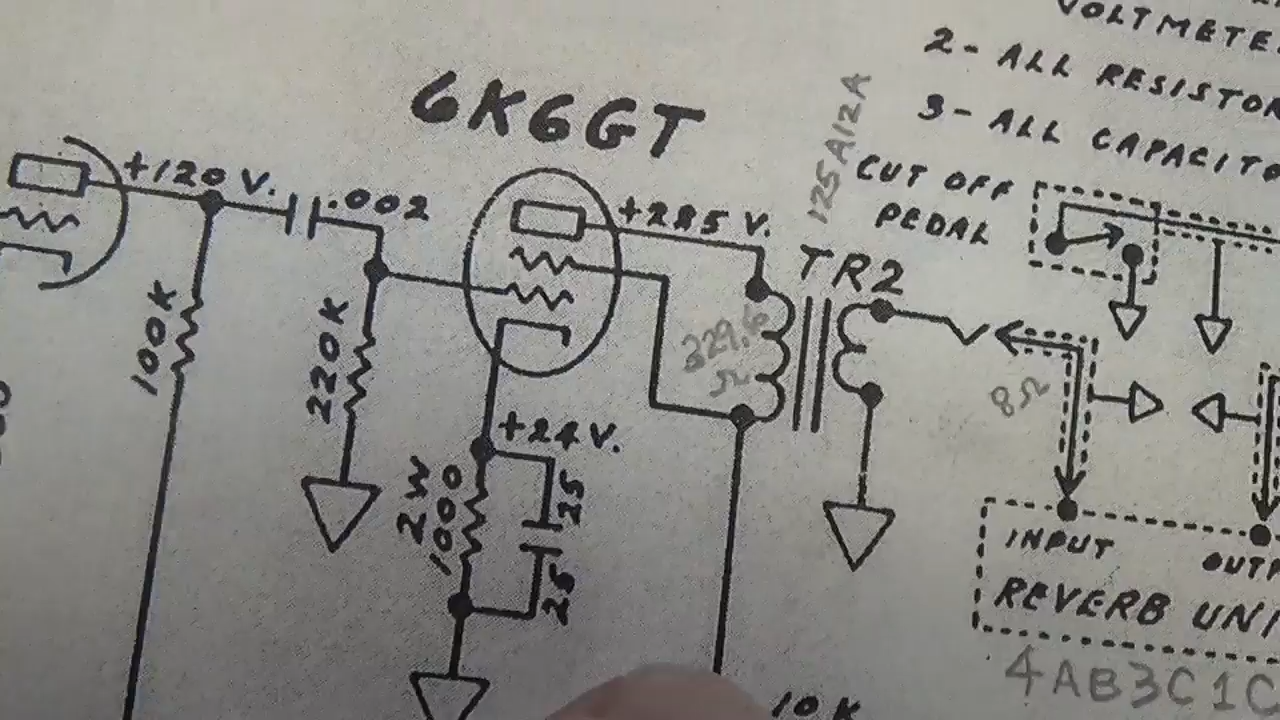 VOLTMETE
2- ALL RESISTOR
3- ALL CAPACITO
6K6GT
125A12A
CUT OFF
PEDAL
+120 V.
.002
+285 V.
TR2
100K
220K
329.6
Ω
8Ω
+24 V.
2W
1000
25
25
INPUT
OUTP
REVERB UNI
4AB3C1C
10K